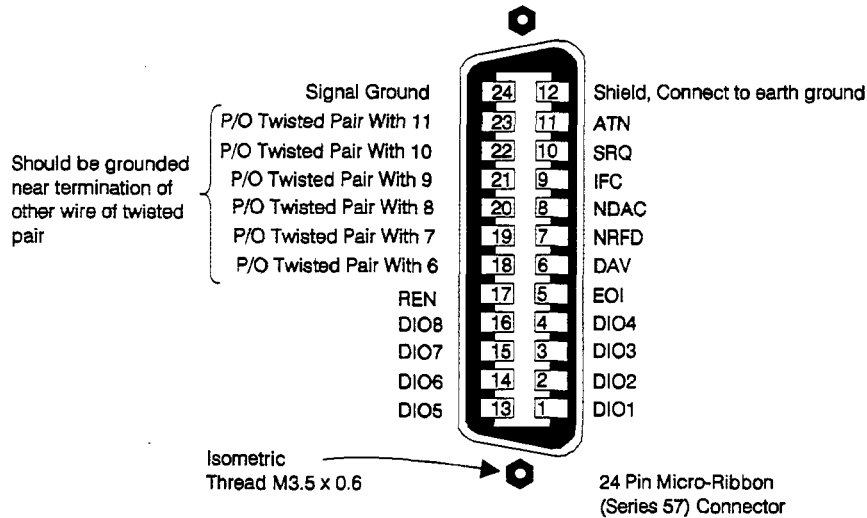 Signal Ground 24 12 Shield, Connect to earth ground
P/O Twisted Pair With 11 23 11 ATN
P/O Twisted Pair With 10 22 10 SRQ
P/O Twisted Pair With 9 21 9 IFC
P/O Twisted Pair With 8 20 8 NDAC
P/O Twisted Pair With 7 19 7 NRFD
P/O Twisted Pair With 6 18 6 DAV
Should be grounded
near termination of
other wire of twisted
pair
REN 17 5 EOI
DIO8 16 4 DIO4
DIO7 15 3 DIO3
DIO6 14 2 DIO2
DIO5 13 1 DIO1
Isometric
Thread M3.5 x 0.6
24 Pin Micro-Ribbon
(Series 57) Connector